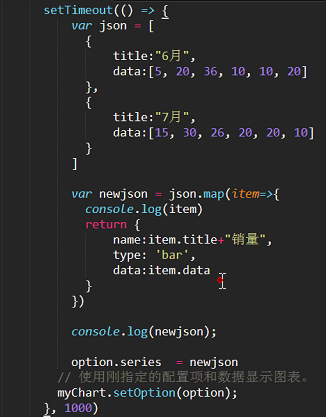 setTimeout(() => {
var json = [
{
title:"6月",
data:[5, 20, 36, 10, 10, 20]
},
{
title:"7月",
data:[15, 30, 26, 20, 20, 10]
}
]
var newjson = json.map(item=>{
console.log(item)
return {
name:item.title+"销量",
type: 'bar',
data:item.data
}
})
console.log(newjson);
option.series  = newjson
// 使用刚指定的配置项和数据显示图表。
myChart.setOption(option);
}, 1000)